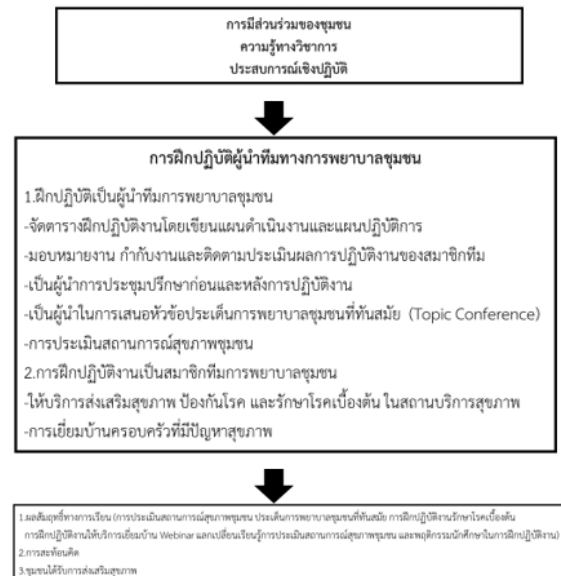 การมีส่วนร่วมของชุมชน
ความรู้ทางวิชาการ
ประสบการณ์เชิงปฏิบัติ
การฝึกปฏิบัติผู้นำทีมทางการพยาบาลชุมชน
1.ฝึกปฏิบัติเป็นผู้นำทีมการพยาบาลชุมชน
-จัดตารางฝึกปฏิบัติงานโดยเขียนแผนดำเนินงานและแผนปฏิบัติการ
-มอบหมายงาน กำกับงานและติดตามประเมินผลการปฏิบัติงานของสมาชิกทีม
-เป็นผู้นำการประชุมปรึกษาก่อนและหลังการปฏิบัติงาน
-เป็นผู้นำในการเสนอหัวข้อประเด็นการพยาบาลชุมชนที่ทันสมัย (Topic Conference)
-การประเมินสถานการณ์สุขภาพชุมชน
2.การฝึกปฏิบัติงานเป็นสมาชิกทีมการพยาบาลชุมชน
-ให้บริการส่งเสริมสุขภาพ ป้องกันโรค และรักษาโรคเบื้องต้น ในสถานบริการสุขภาพ
-การเยี่ยมบ้านครอบครัวที่มีปัญหาสุขภาพ
1.ผลสัมฤทธิ์ทางการเรียน (การประเมินสถานการณ์สุขภาพชุมชน ประเด็นการพยาบาลชุมชนที่ทันสมัย การฝึกปฏิบัติงานรักษาโรคเบื้องต้น
การฝึกปฏิบัติงานให้บริการเยี่ยมบ้าน Webinar แลกเปลี่ยนเรียนรู้การประเมินสถานการณ์สุขภาพชุมชน และพฤติกรรมนักศึกษาในการฝึกปฏิบัติงาน)
2.การสะท้อนคิด
3.ชุมชนได้รับการส่งเสริมสุขภาพ